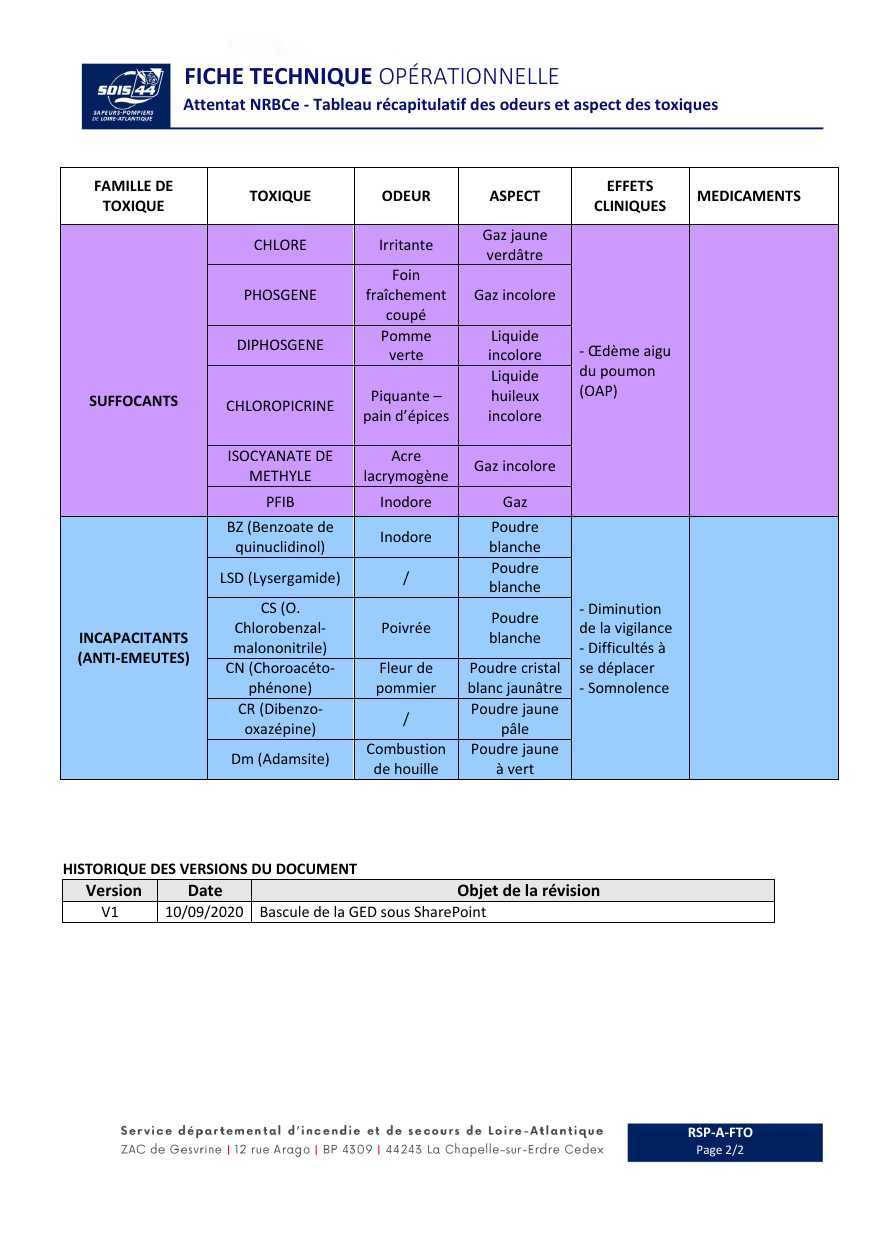 SDIS 44
SAPEURS-POMPIERS
DE LOIRE-ATLANTIQUE
FICHE TECHNIQUE OPÉRATIONNELLE
Attentat NRBCe - Tableau récapitulatif des odeurs et aspect des toxiques
FAMILLE DE
TOXIQUE
TOXIQUE
ODEUR
ASPECT
EFFETS
CLINIQUES
MEDICAMENTS
SUFFOCANTS
CHLORE
Irritante
Gaz jaune
verdâtre
PHOSGENE
Foin
fraîchement
coupé
Gaz incolore
DIPHOSGENE
Pomme
verte
Liquide
incolore
CHLOROPICRINE
Piquante –
pain d’épices
Liquide
huileux
incolore
ISOCYANATE DE
METHYLE
Acre
lacrymogène
Gaz incolore
PFIB
Inodore
Gaz
- Œdème aigu
du poumon
(OAP)
INCAPACITANTS
(ANTI-EMEUTES)
BZ (Benzoate de
quinuclidinol)
Inodore
Poudre
blanche
LSD (Lysergamide)
/
Poudre
blanche
CS (O.
Chlorobenzal-
malononitrile)
Poivrée
Poudre
blanche
CN (Choroacéto-
phénone)
Fleur de
pommier
Poudre cristal
blanc jaunâtre
CR (Dibenzo-
oxazépine)
/
Poudre jaune
pâle
Dm (Adamsite)
Combustion
de houille
Poudre jaune
à vert
- Diminution
de la vigilance
- Difficultés à
se déplacer
- Somnolence
HISTORIQUE DES VERSIONS DU DOCUMENT
Version
Date
Objet de la révision
V1
10/09/2020
Bascule de la GED sous SharePoint
Service départemental d’incendie et de secours de Loire-Atlantique
ZAC de Gesvrine | 12 rue Arago | BP 4309 | 44243 La Chapelle-sur-Erdre Cedex
RSP-A-FTO
Page 2/2